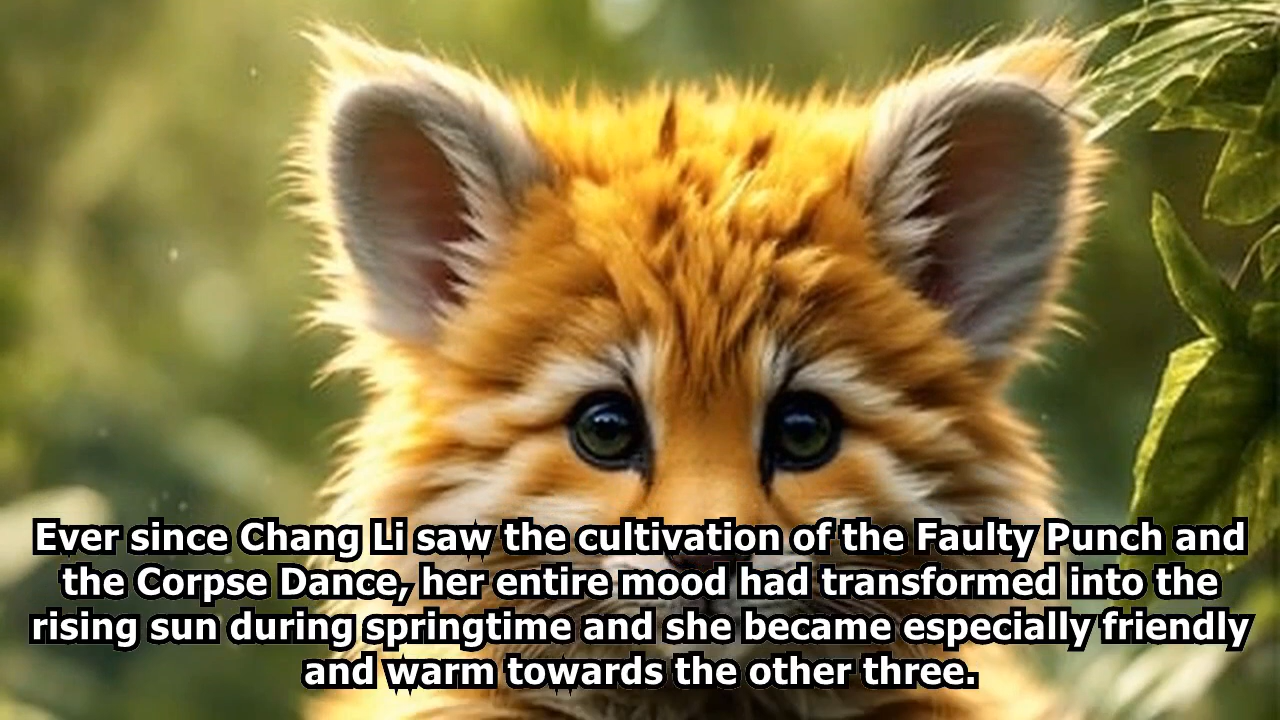 Ever since Chang Li saw the cultivation of the Faulty Punch and
the Corpse Dance, her entire mood had transformed into the
rising sun during springtime and she became especially friendly
and warm towards the other three.